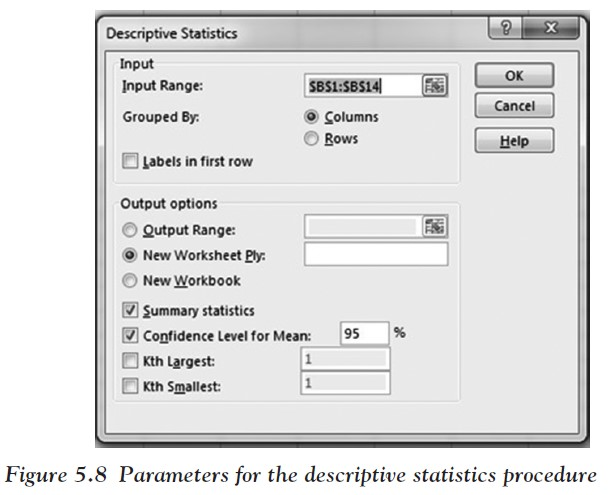 Descriptive Statistics
Input
Input Range:
$B$1:$B$14
Grouped By:
Columns
Rows
Labels in first row
OK
Cancel
Help
Output options
Output Range:
New Worksheet Ply:
New Workbook
Summary statistics
Confidence Level for Mean: 95 %
Kth Largest: 1
Kth Smallest: 1
Figure 5.8 Parameters for the descriptive statistics procedure